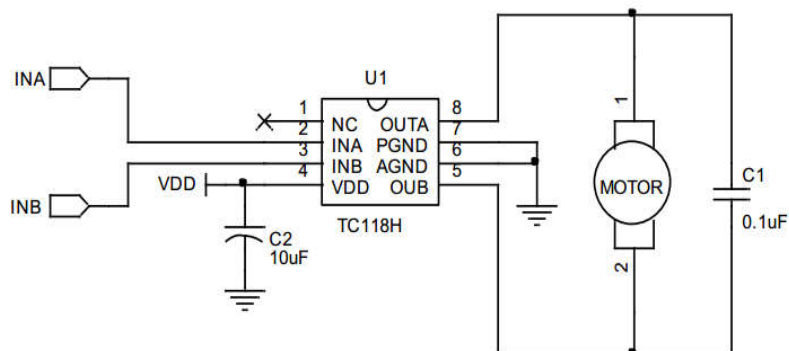 INA
INB
U1
1
2
3
4
NC
INA
INB
VDD
OUTA
PGND
AGND
OUB
8
7
6
5
TC118H
VDD
C2
10uF
1
MOTOR
2
C1
0.1uF